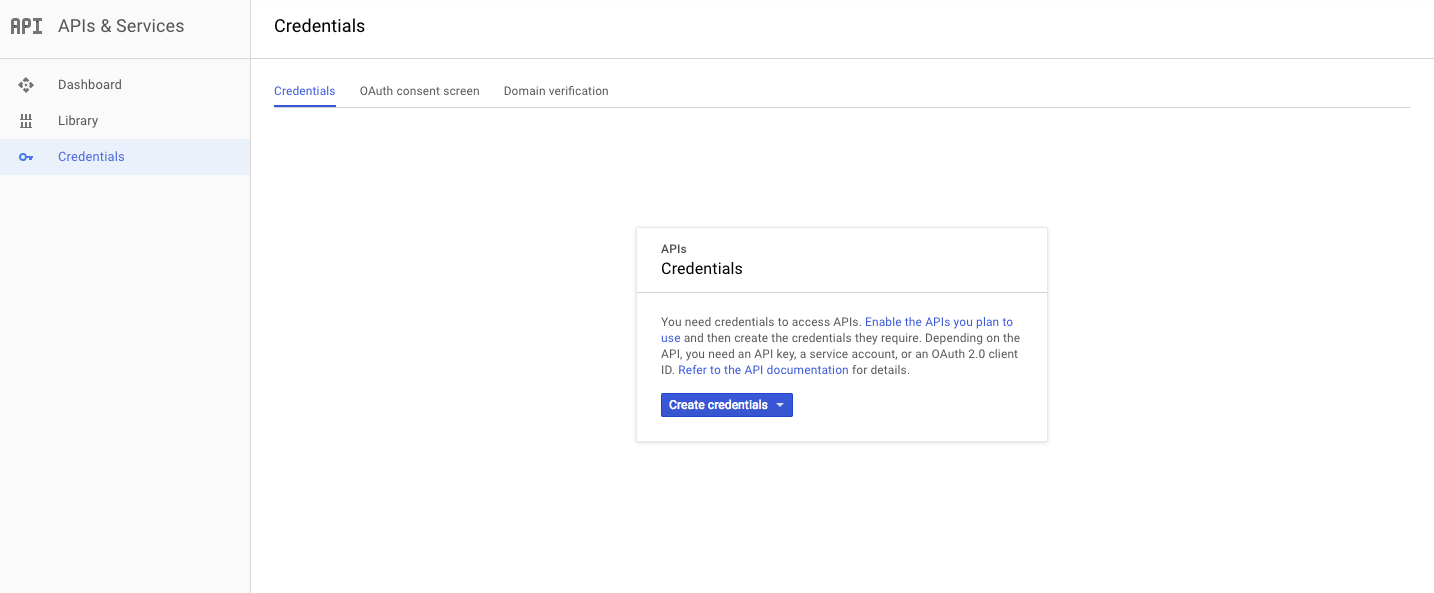 API APIs & Services
Credentials
Dashboard
Library
Credentials
Credentials OAuth consent screen Domain verification
APIs
Credentials
You need credentials to access APIs. Enable the APIs you plan to
use and then create the credentials they require. Depending on the
API, you need an API key, a service account, or an OAuth 2.0 client
ID. Refer to the API documentation for details.
Create credentials